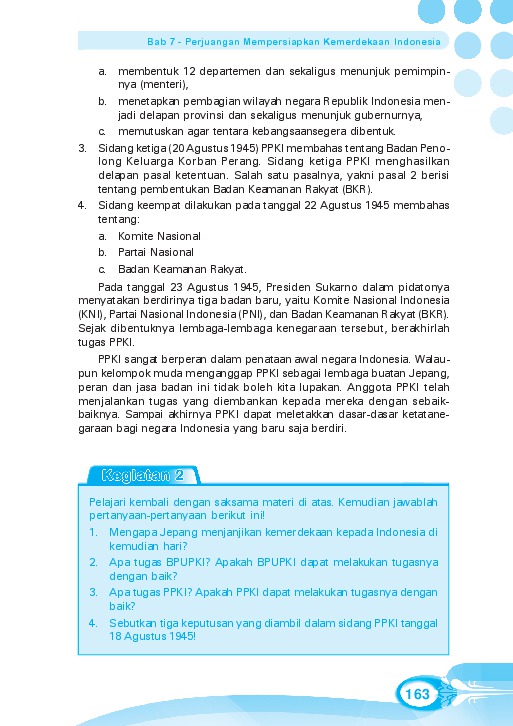 Bab 7 - Perjuangan Mempersiapkan Kemerdekaan Indonesia
a. membentuk 12 departemen dan sekaligus menunjuk pemimpin-
nya (menteri),
b. menetapkan pembagian wilayah negara Republik Indonesia men-
jadi delapan provinsi dan sekaligus menunjuk gubernurnya,
c. memutuskan agar tentara kebangsaansegera dibentuk.
3. Sidang ketiga (20 Agustus 1945) PPKI membahas tentang Badan Peno-
long Keluarga Korban Perang. Sidang ketiga PPKI menghasilkan
delapan pasal ketentuan. Salah satu pasalnya, yakni pasal 2 berisi
tentang pembentukan Badan Keamanan Rakyat (BKR).
4. Sidang keempat dilakukan pada tanggal 22 Agustus 1945 membahas
tentang:
a. Komite Nasional
b. Partai Nasional
c. Badan Keamanan Rakyat.
Pada tanggal 23 Agustus 1945, Presiden Sukarno dalam pidatonya
menyatakan berdirinya tiga badan baru, yaitu Komite Nasional Indonesia
(KNI), Partai Nasional Indonesia (PNI), dan Badan Keamanan Rakyat (BKR).
Sejak dibentuknya lembaga-lembaga kenegaraan tersebut, berakhirlah
tugas PPKI.
PPKI sangat berperan dalam penataan awal negara Indonesia. Walau-
pun kelompok muda menganggap PPKI sebagai lembaga buatan Jepang,
peran dan jasa badan ini tidak boleh kita lupakan. Anggota PPKI telah
menjalankan tugas yang diembankan kepada mereka dengan sebaik-
baiknya. Sampai akhirnya PPKI dapat meletakkan dasar-dasar ketatane-
garaan bagi negara Indonesia yang baru saja berdiri.
Kegiatan 2
Pelajari kembali dengan saksama materi di atas. Kemudian jawablah
pertanyaan-pertanyaan berikut ini!
1. Mengapa Jepang menjanjikan kemerdekaan kepada Indonesia di
kemudian hari?
2. Apa tugas BPUPKI? Apakah BPUPKI dapat melakukan tugasnya
dengan baik?
3. Apa tugas PPKI? Apakah PPKI dapat melakukan tugasnya dengan
baik?
4. Sebutkan tiga keputusan yang diambil dalam sidang PPKI tanggal
18 Agustus 1945!
163